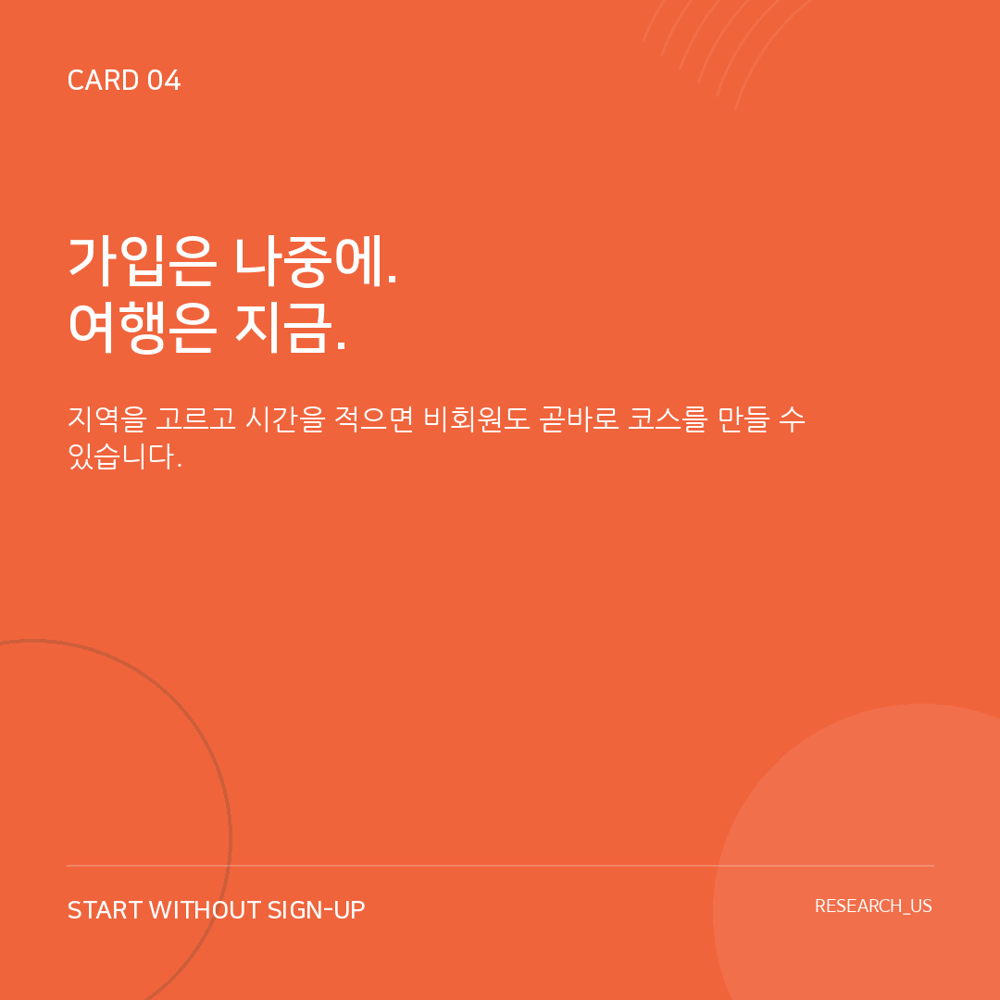 CARD 04
가입은 나중에.
여행은 지금.
지역을 고르고 시간을 적으면 비회원도 곧바로 코스를 만들 수
있습니다.
START WITHOUT SIGN-UP
RESEARCH_US